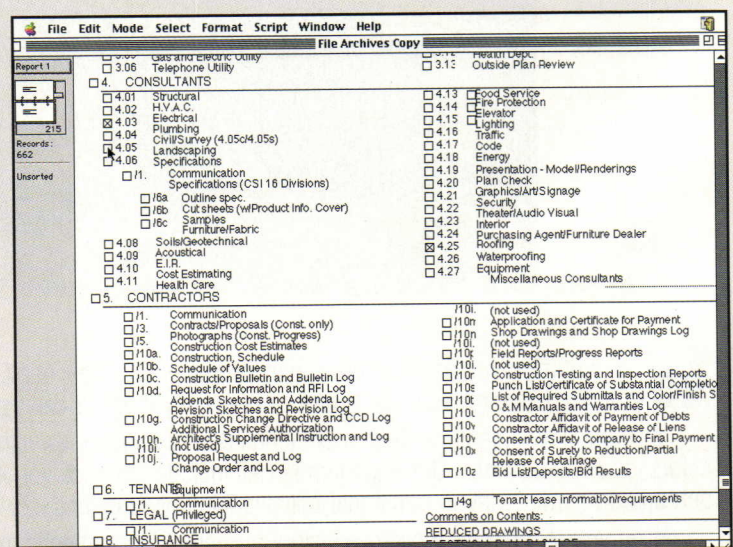 File Edit Mode Select Format Script Window Help
File Archives Copy
Report 1
215
Records:
662
Unsorted
Gas and Electric Utility
3.06 Telephone Utility
4. CONSULTANTS
4.01 Structural
4.02 H.V.A.C.
4.03 Electrical
4.04 Plumbing
Civil/Survey (4.05c/4.05s)
4.05 Landscaping
4.06 Specifications
/1. Communication
Specifications (CSI 16 Divisions)
/6a Outline spec.
/6b Cut sheets (w/Product Info. Cover)
/6c Samples
Furniture/Fabric
4.08 Soils/Geotechnical
4.09 Acoustical
4.10 E.I.R.
4.11 Cost Estimating
Health Care
Health Dept.
3.13 Outside Plan Review
4.13 Food Service
4.14 Fire Protection
4.15 Elevator
4.16 Lighting
4.17 Traffic
4.18 Code
4.19 Energy
4.20 Presentation - Model/Renderings
4.21 Plan Check
4.22 Graphics/Art/Signage
4.23 Security
4.24 Theater/Audio Visual
4.25 Interior
4.26 Purchasing Agent/Furniture Dealer
4.27 Roofing
Waterproofing
Equipment
Miscellaneous Consultants
5. CONTRACTORS
/1. Communication
/3. Contracts/Proposals (Const. only)
/5. Photographs (Const. Progress)
Construction Cost Estimates
/10a. Construction, Schedule
/10b. Schedule of Values
/10c. Construction Bulletin and Bulletin Log
/10d. Request for Information and RFI Log
Addenda Sketches and Addenda Log
Revision Sketches and Revision Log
/10g. Construction Change Directive and CCD Log
Additional Services Authorization
/10h. Architect's Supplemental Instruction and Log
/10i. (not used)
/10j. Proposal Request and Log
Change Order and Log
/10l. (not used)
/10m Application and Certificate for Payment
/10n Shop Drawings and Shop Drawings Log
/10i. (not used)
/10p Field Reports/Progress Reports
/10i. (not used)
/10r Construction Testing and Inspection Reports
/10s Punch List/Certificate of Substantial Completio
/10t List of Required Submittals and Color/Finish S
O & M Manuals and Warranties Log
/10u Constractor Affidavit of Payment of Debts
/10v Constractor Affidavit of Release of Liens
/10v Consent of Surety Company to Final Payment
/10x Consent of Surety to Reduction/Partial
Release of Retainage
/10z Bid List/Deposits/Bid Results
6. TENANTS Equipment
/1. Communication
/4g Tenant lease information/requirements
7. LEGAL (Privileged)
/1. Communication
8. INSURANCE
Comments on Contents:
REDUCED DRAWINGS